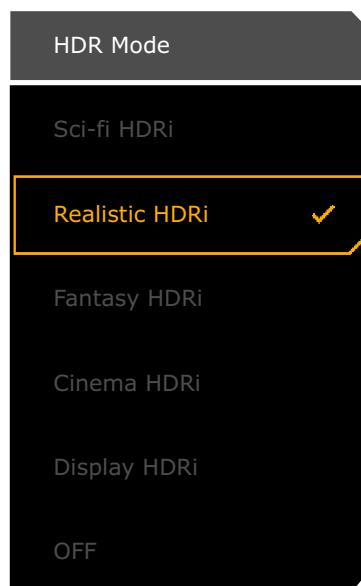 HDR Mode
Sci-fi HDRi
Realistic HDRi
Fantasy HDRi
Cinema HDRi
Display HDRi
OFF